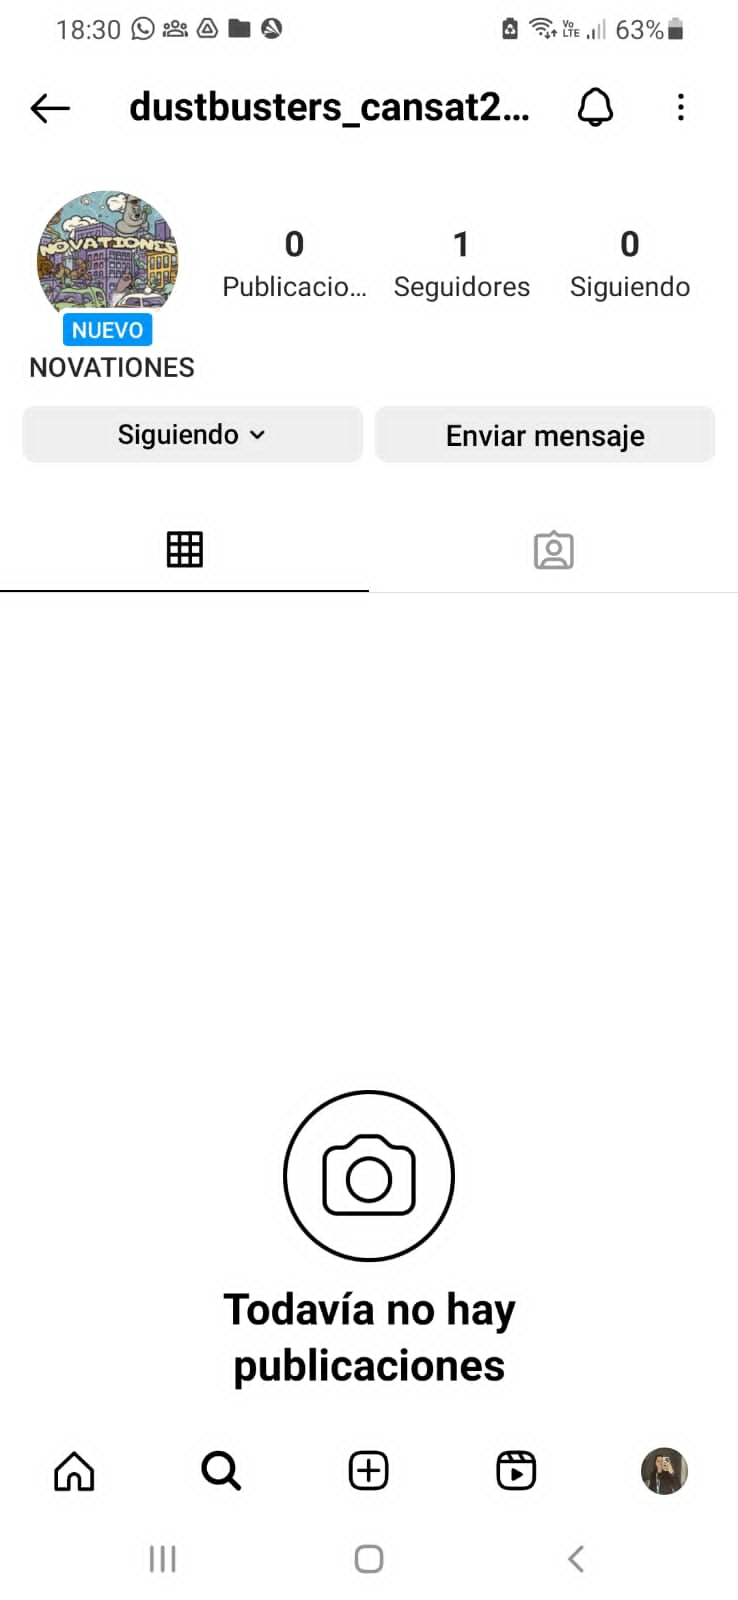 18:30 Vo LTE 63%
dustbusters_cansat2...
NOVATIONES
0 1 0
Publicacio... Seguidores Siguiendo
NUEVO
NOVATIONES
Siguiendo Enviar mensaje
Todavía no hay
publicaciones